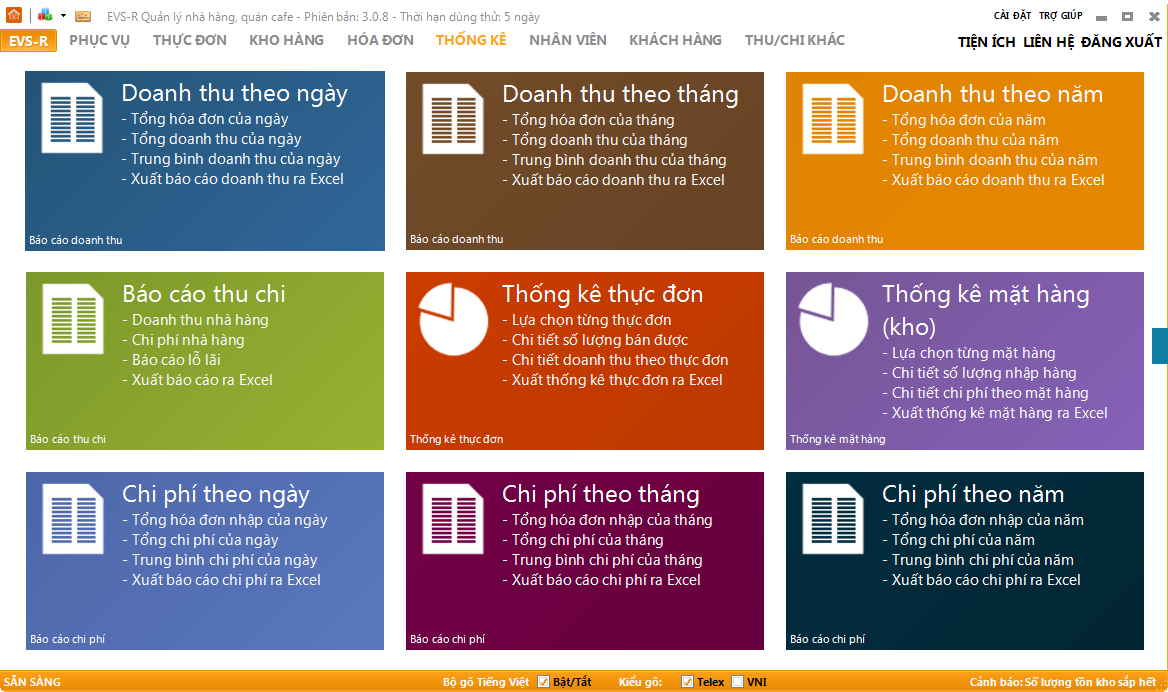 EVS-R Quản lý nhà hàng, quán cafe - Phiên bản: 3.0.8 - Thời hạn dùng thử: 5 ngày
CÀI ĐẶT TRỢ GIÚP
EVS-R PHỤC VỤ THỰC ĐƠN KHO HÀNG HÓA ĐƠN THỐNG KÊ NHÂN VIÊN KHÁCH HÀNG THU/CHI KHÁC
TIỆN ÍCH LIÊN HỆ ĐĂNG XUẤT
Doanh thu theo ngày
- Tổng hóa đơn của ngày
- Tổng doanh thu của ngày
- Trung bình doanh thu của ngày
- Xuất báo cáo doanh thu ra Excel
Báo cáo doanh thu
Doanh thu theo tháng
- Tổng hóa đơn của tháng
- Tổng doanh thu của tháng
- Trung bình doanh thu của tháng
- Xuất báo cáo doanh thu ra Excel
Báo cáo doanh thu
Doanh thu theo năm
- Tổng hóa đơn của năm
- Tổng doanh thu của năm
- Trung bình doanh thu của năm
- Xuất báo cáo doanh thu ra Excel
Báo cáo doanh thu
Báo cáo thu chi
- Doanh thu nhà hàng
- Chi phí nhà hàng
- Báo cáo lỗ lãi
- Xuất báo cáo ra Excel
Báo cáo thu chi
Thống kê thực đơn
- Lựa chọn từng thực đơn
- Chi tiết số lượng bán được
- Chi tiết doanh thu theo thực đơn
- Xuất thống kê thực đơn ra Excel
Thống kê thực đơn
Thống kê mặt hàng
(kho)
- Lựa chọn từng mặt hàng
- Chi tiết số lượng nhập hàng
- Chi tiết chi phí theo mặt hàng
- Xuất thống kê mặt hàng ra Excel
Thống kê mặt hàng
Chi phí theo ngày
- Tổng hóa đơn nhập của ngày
- Tổng chi phí của ngày
- Trung bình chi phí của ngày
- Xuất báo cáo chi phí ra Excel
Báo cáo chi phí
Chi phí theo tháng
- Tổng hóa đơn nhập của tháng
- Tổng chi phí của tháng
- Trung bình chi phí của tháng
- Xuất báo cáo chi phí ra Excel
Báo cáo chi phí
Chi phí theo năm
- Tổng hóa đơn nhập của năm
- Tổng chi phí của năm
- Trung bình chi phí của năm
- Xuất báo cáo chi phí ra Excel
Báo cáo chi phí
SẴN SÀNG
Bộ gõ Tiếng Việt Bật/Tắt Kiểu gõ: Telex VNI
Cảnh báo: Số lượng tồn kho sắp hết